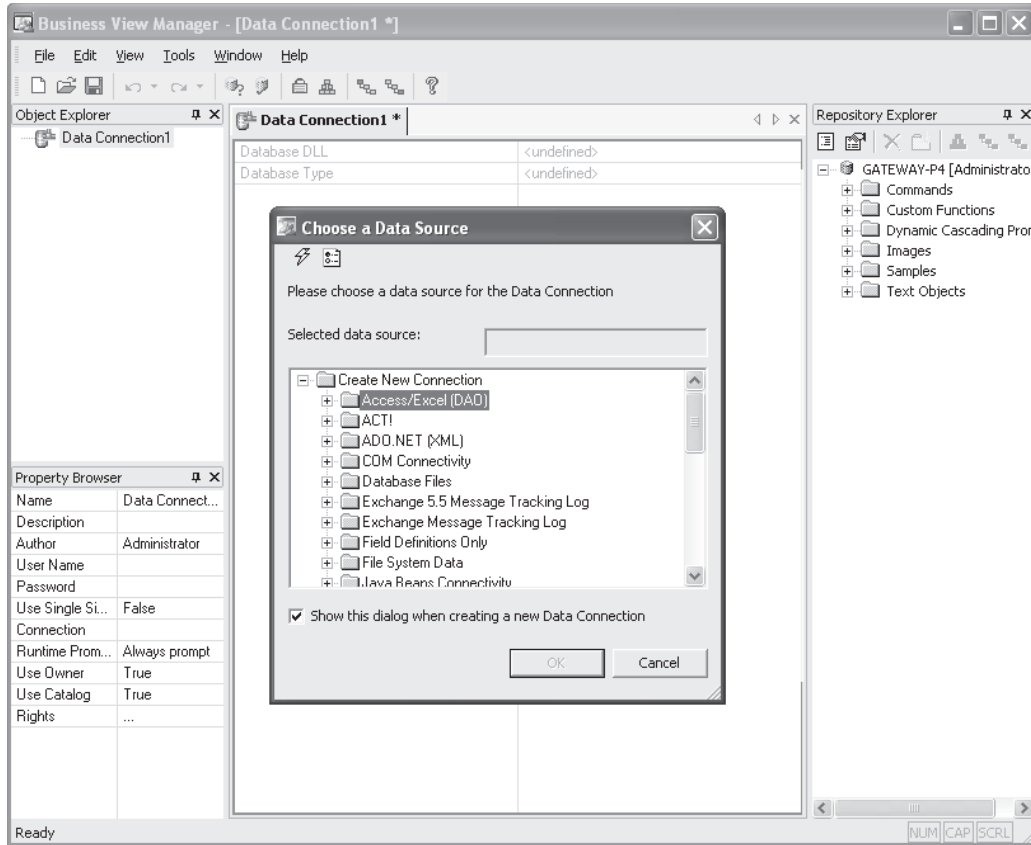 Business View Manager - [Data Connection1 *]
File Edit View Tools Window Help
Object Explorer
Data Connection1
Data Connection1 *
Database DLL <undefined>
Database Type <undefined>
Choose a Data Source
Please choose a data source for the Data Connection
Selected data source:
Create New Connection
Access/Excel (DAO)
ACT!
ADO.NET (XML)
COM Connectivity
Database Files
Exchange 5.5 Message Tracking Log
Exchange Message Tracking Log
Field Definitions Only
File System Data
Java Beans Connectivity
Show this dialog when creating a new Data Connection
OK Cancel
Repository Explorer
GATEWAY-P4 [Administrato
Commands
Custom Functions
Dynamic Cascading Pror
Images
Samples
Text Objects
Property Browser
Name Data Connect...
Description
Author Administrator
User Name
Password
Use Single Si... False
Connection
Runtime Prom... Always prompt
Use Owner True
Use Catalog True
Rights ...
Ready
NUM CAP SCRL